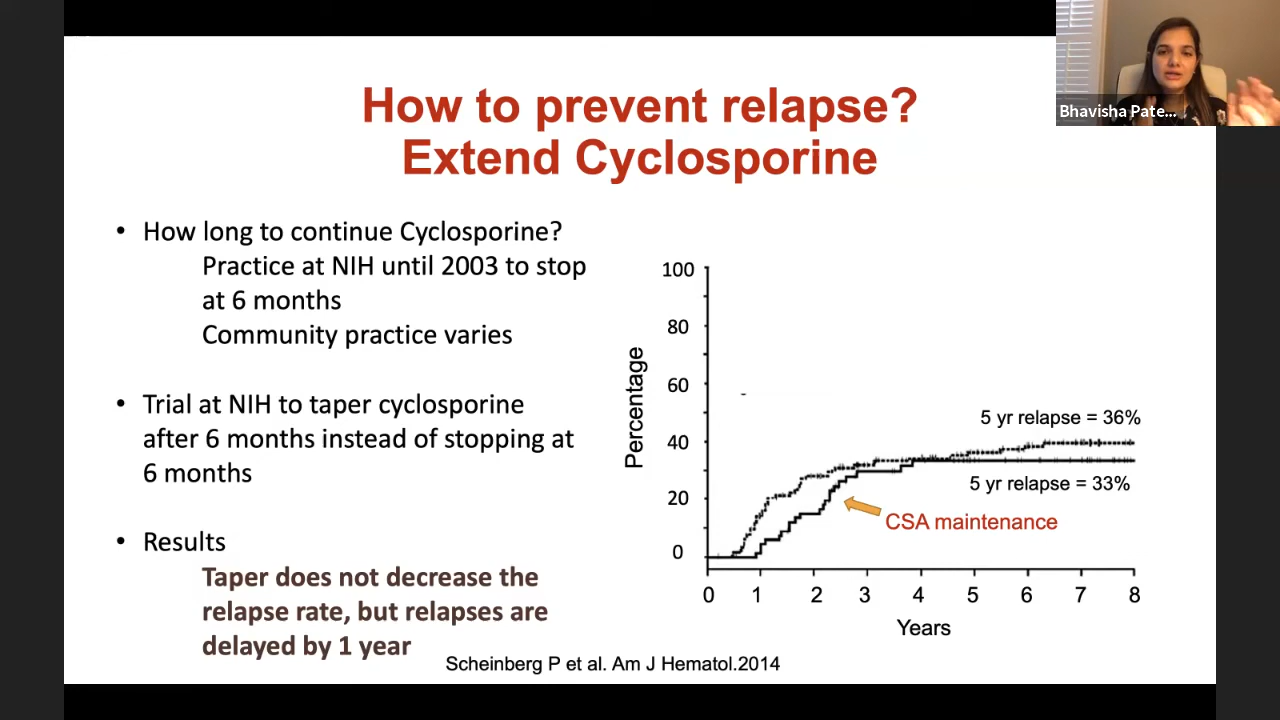 How to prevent relapse?
Extend Cyclosporine
Bhavisha Pate...
• How long to continue Cyclosporine?
Practice at NIH until 2003 to stop
at 6 months
Community practice varies
• Trial at NIH to taper cyclosporine
after 6 months instead of stopping at
6 months
• Results
Taper does not decrease the
relapse rate, but relapses are
delayed by 1 year
Percentage
100
80
60
40
20
0
5 yr relapse = 36%
5 yr relapse = 33%
CSA maintenance
0 1 2 3 4 5 6 7 8
Years
Scheinberg P et al. Am J Hematol.2014